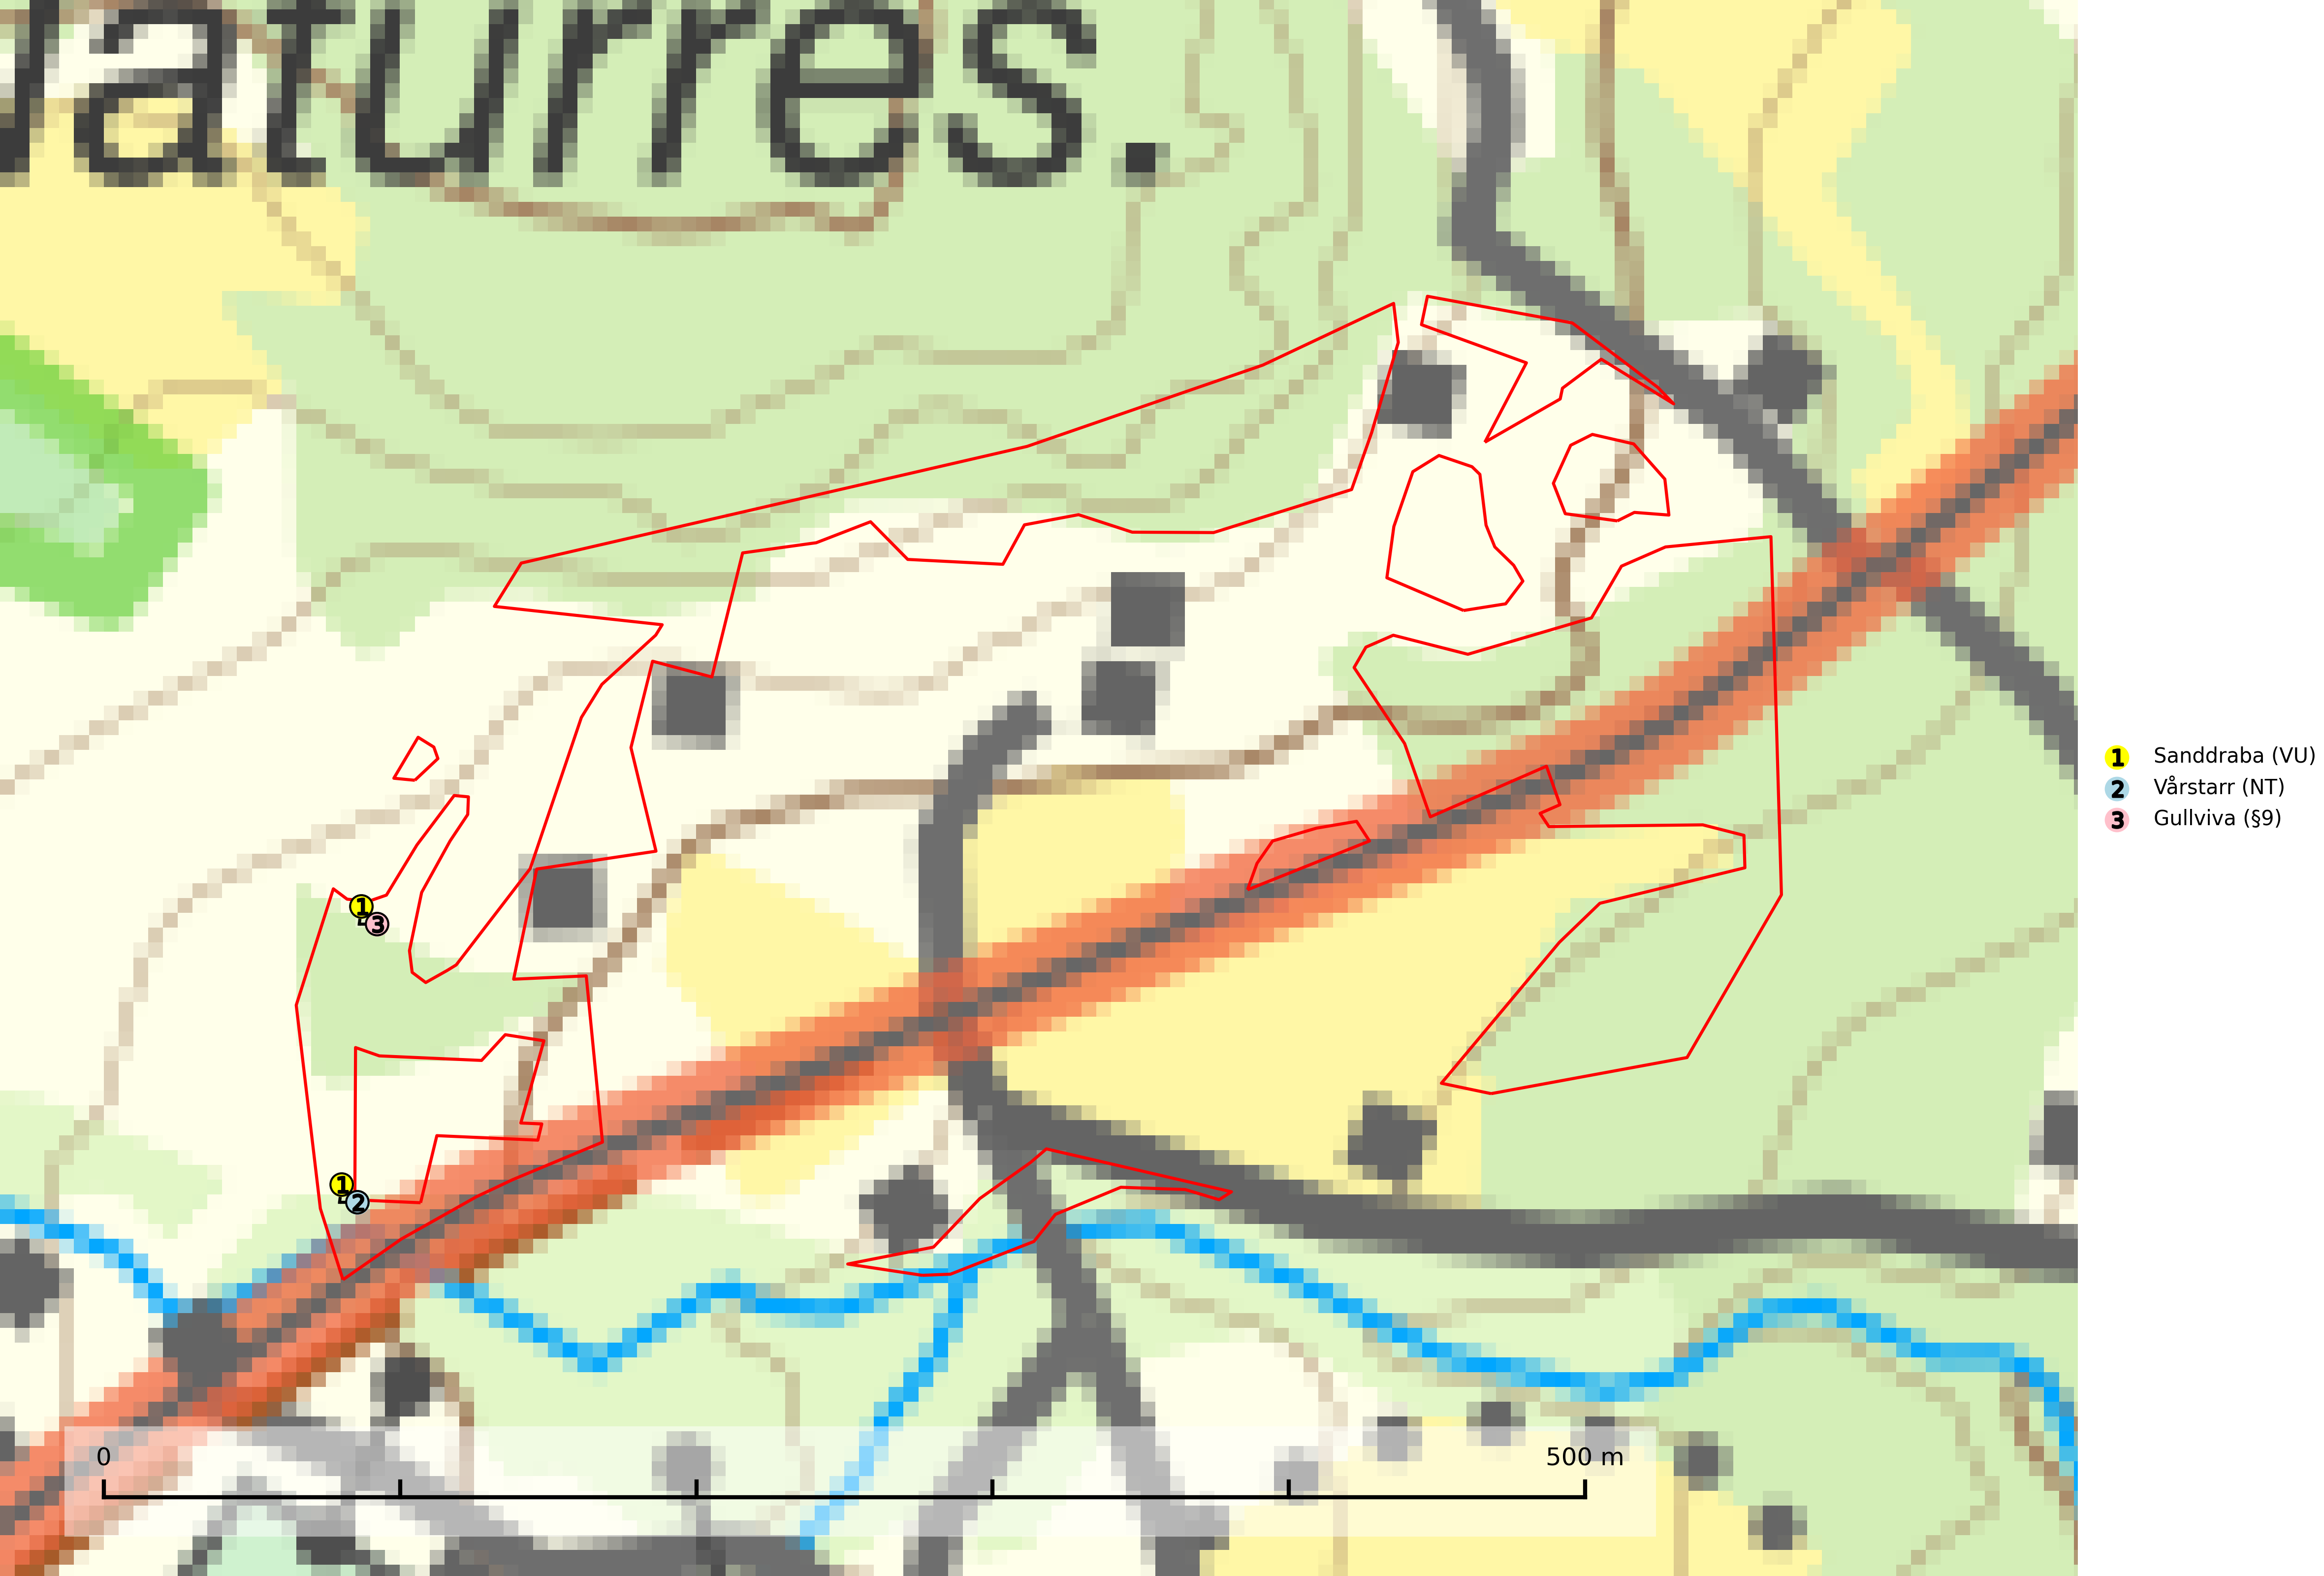 aturres.
1 Sanddraba (VU)
2 Vårstarr (NT)
3 Gullviva (§9)
1
3
1
2
0 500 m